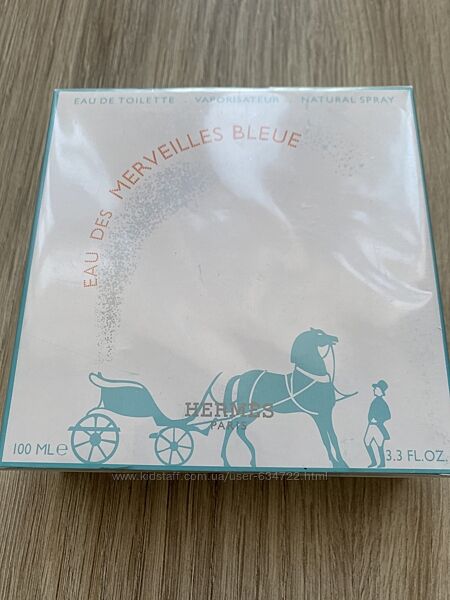 EAU DE TOILETTE . VAPORISATEUR . NATURAL SPRAY
EAU DES MERVEILLES BLEUE
HERMÈS
PARIS
100 ML℮
3.3 FL.OZ.
www.kidstaff.com.ua/user-634722.html